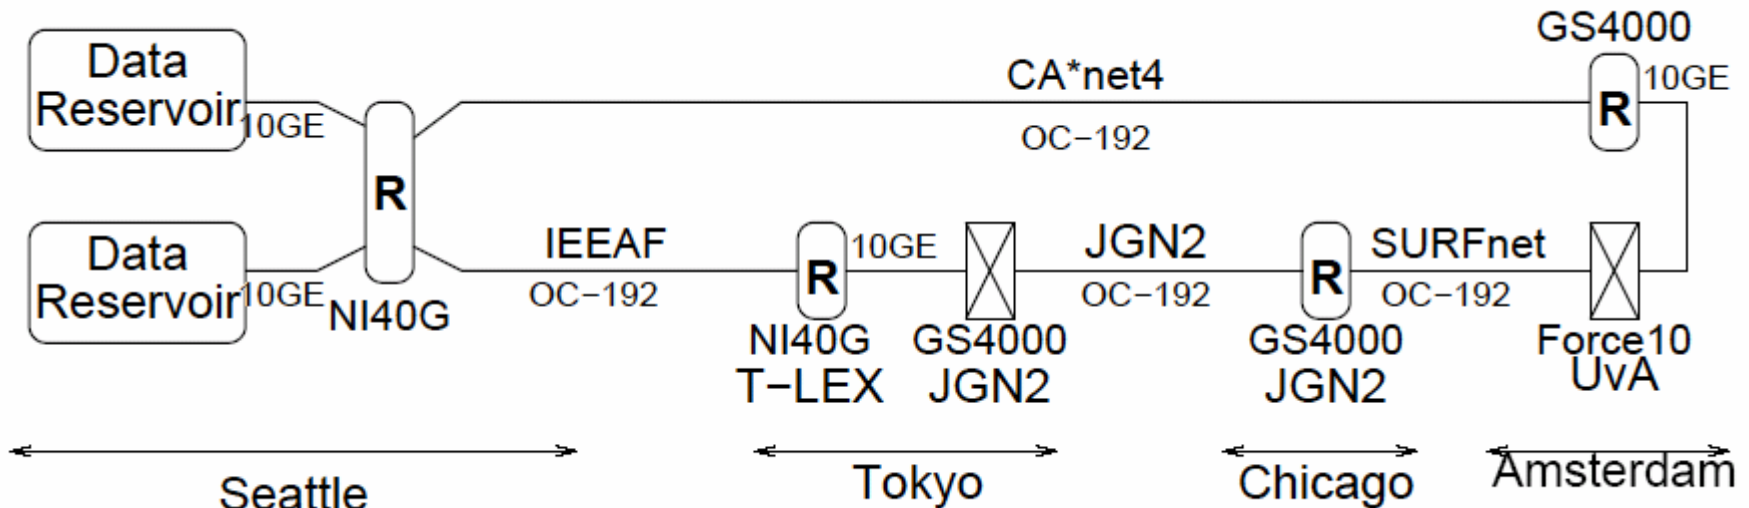 GS4000
Data
Reservoir
10GE
CA*net4
OC−192
R
10GE
R
Data
Reservoir
10GE
NI40G
IEEAF
OC−192
R
10GE
NI40G
T−LEX
GS4000
JGN2
JGN2
OC−192
R
GS4000
JGN2
SURFnet
OC−192
Force10
UvA
Seattle
Tokyo
Chicago
Amsterdam